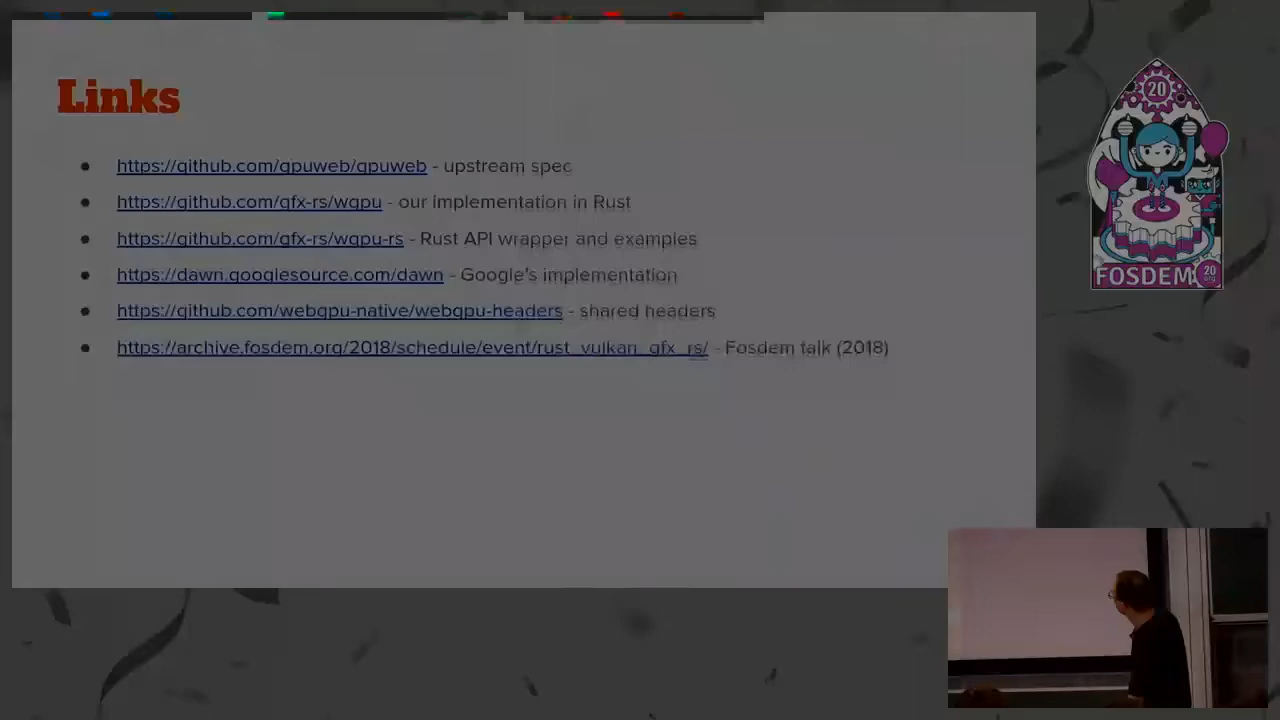 Links
https://github.com/gpuweb/gpuweb - upstream spec
https://github.com/gfx-rs/wgpu - our implementation in Rust
https://github.com/gfx-rs/wgpu-rs - Rust API wrapper and examples
https://dawn.googlesource.com/dawn - Google's implementation
https://github.com/webgpu-native/webgpu-headers - shared headers
https://archive.fosdem.org/2018/schedule/event/rust_vulkan_gfx_rs/ - Fosdem talk (2018)
20
FOSDEM
20
.org